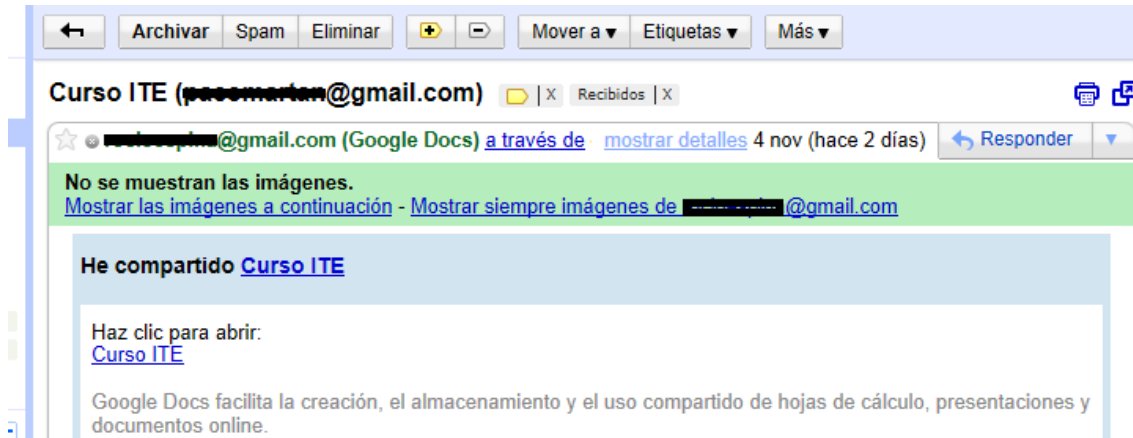 Archivar Spam Eliminar Mover a Etiquetas Más
Curso ITE (@gmail.com) X Recibidos X
@gmail.com (Google Docs) a través de mostrar detalles 4 nov (hace 2 días) Responder
No se muestran las imágenes.
Mostrar las imágenes a continuación - Mostrar siempre imágenes de @gmail.com
He compartido Curso ITE
Haz clic para abrir:
Curso ITE
Google Docs facilita la creación, el almacenamiento y el uso compartido de hojas de cálculo, presentaciones y
documentos online.